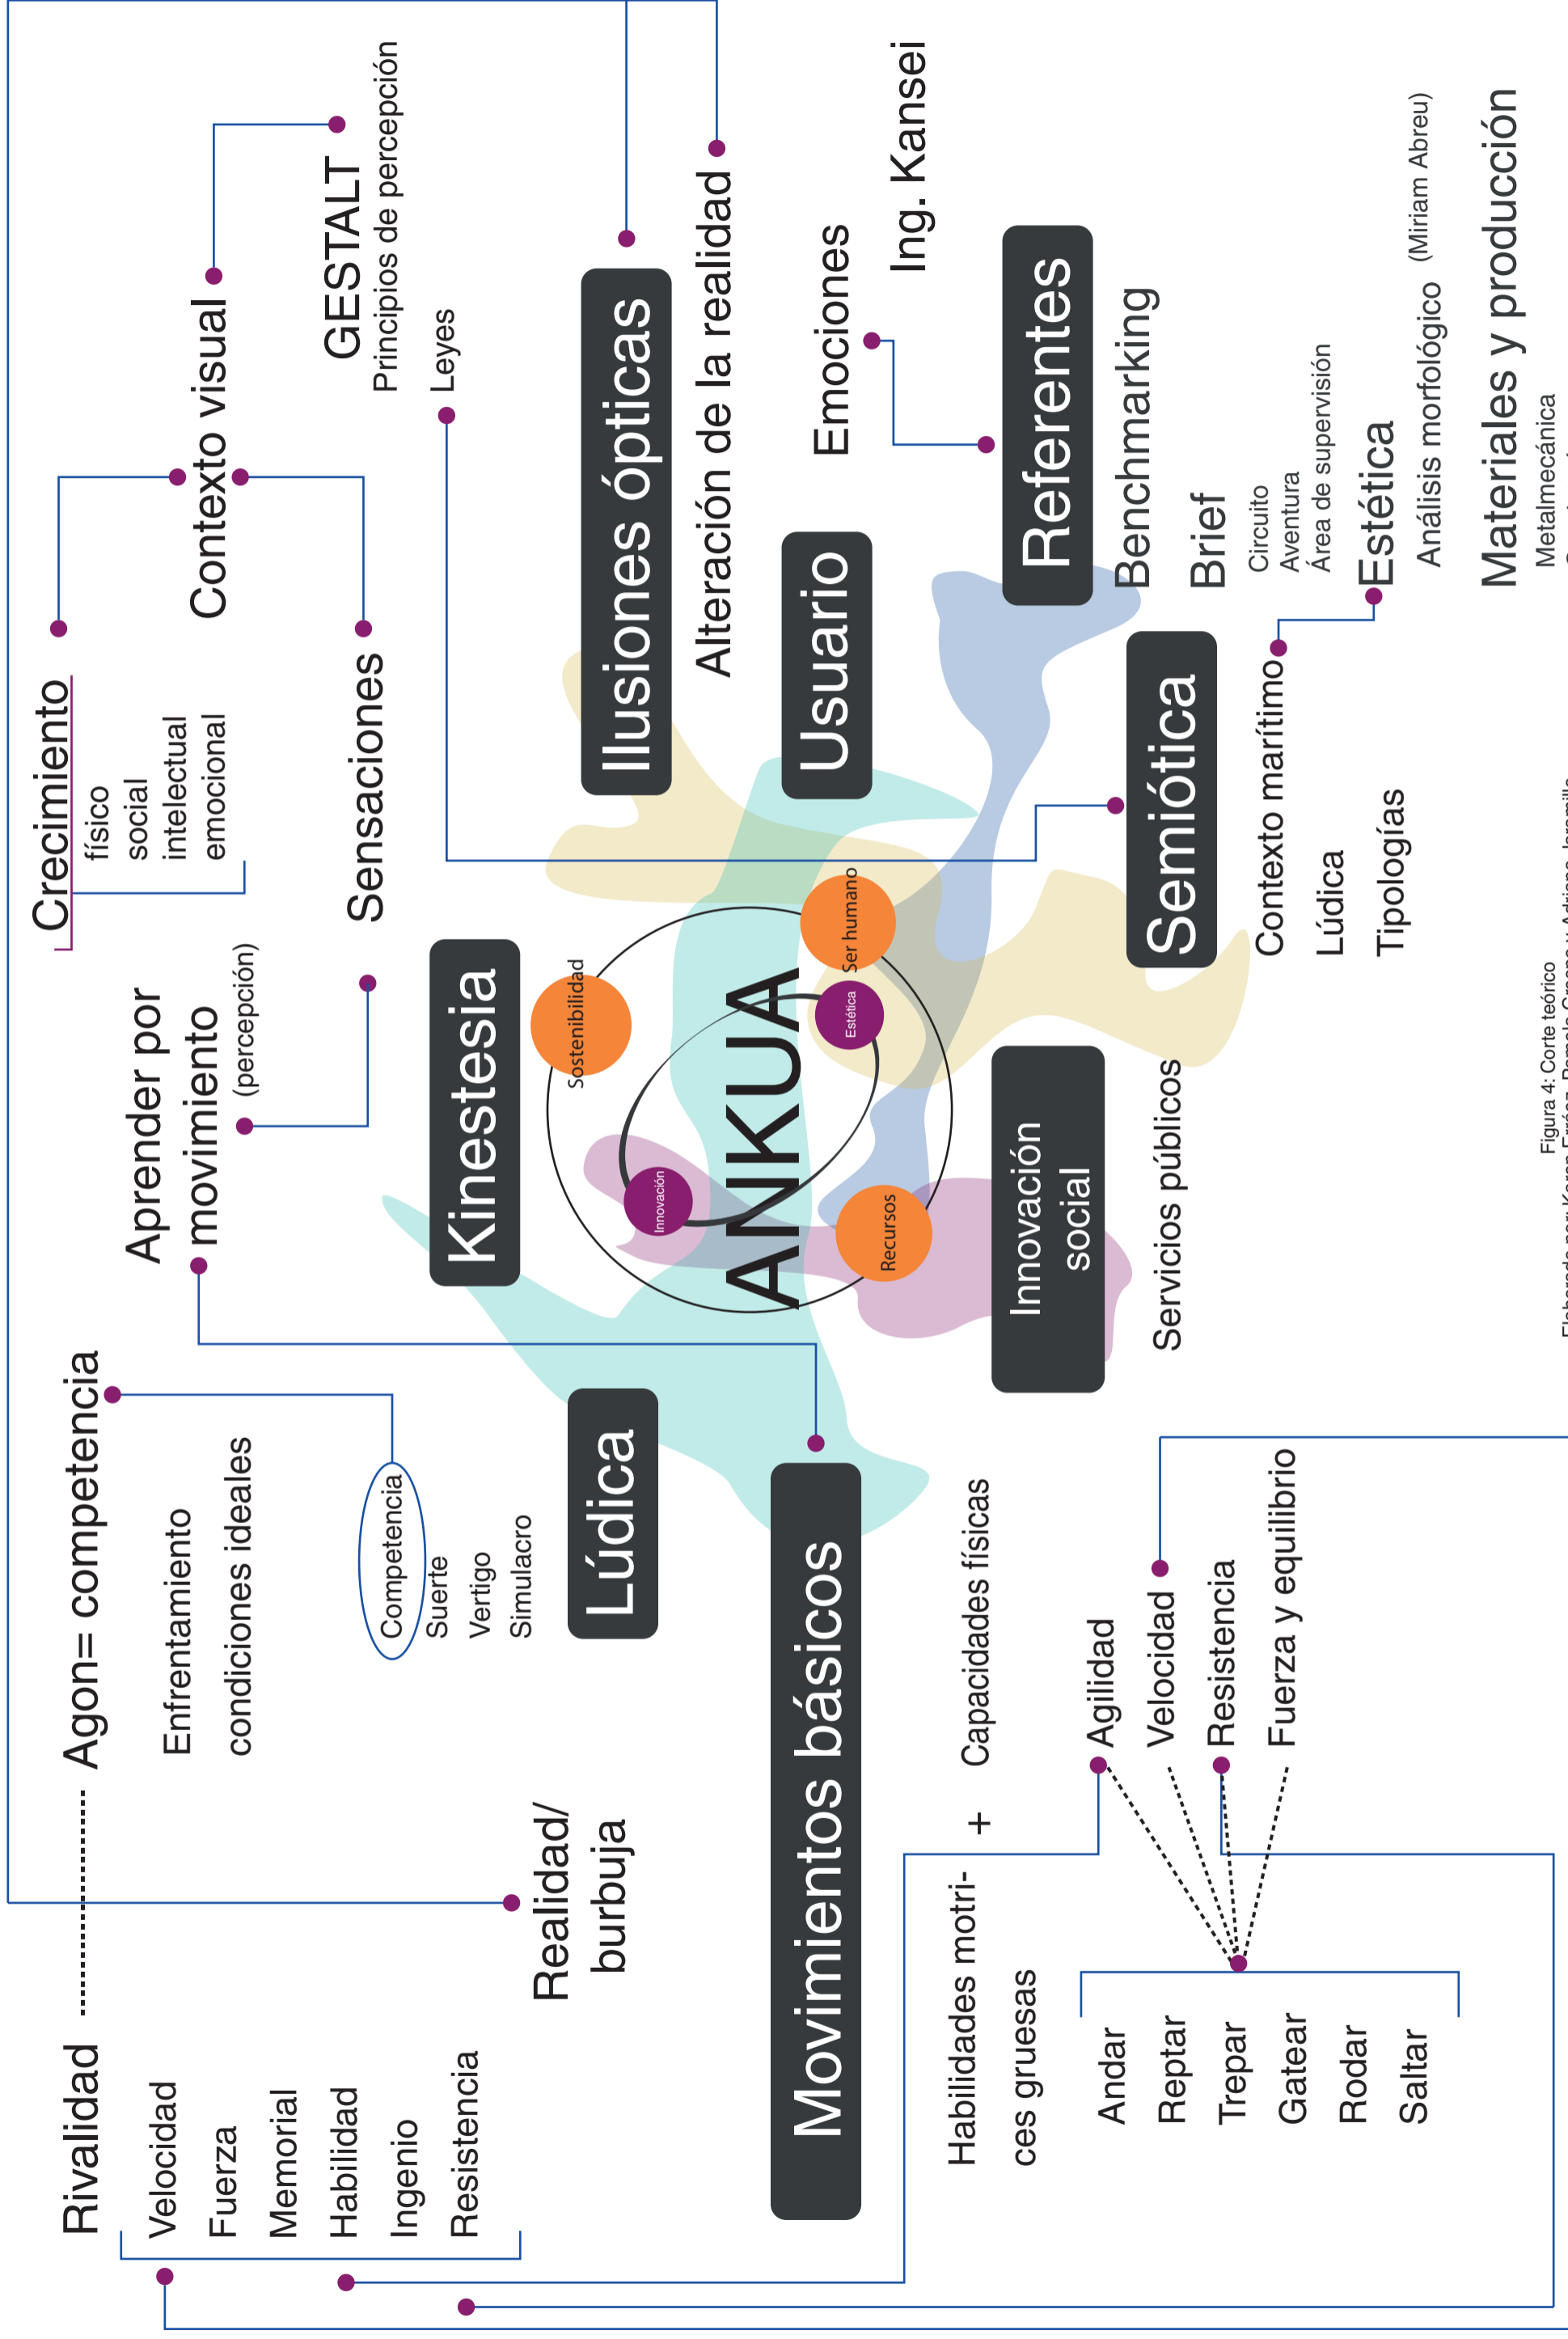 Rivalidad
Velocidad
Fuerza
Memorial
Habilidad
Ingenio
Resistencia
Agon= competencia
Enfrentamiento
condiciones ideales
Competencia
Suerte
Vertigo
Simulacro
Lúdica
Realidad/
burbuja
Aprender por
movimiento
(percepción)
Kinestesia
Crecimiento
físico
social
intelectual
emocional
Sensaciones
Contexto visual
GESTALT
Principios de percepción
Leyes
Ilusiones ópticas
Alteración de la realidad
Usuario
Emociones
Ing. Kansei
Referentes
Benchmarking
Brief
Circuito
Aventura
Área de supervisión
Estética
Análisis morfológico (Miriam Abreu)
Materiales y producción
Metalmecánica
Semiótica
Contexto marítimo
Lúdica
Tipologías
Sostenibilidad
Ser humano
Innovación
ANKUA
Estética
Recursos
Innovación
social
Servicios públicos
Movimientos básicos
Habilidades motri-
ces gruesas
+
Capacidades físicas
Andar
Reptar
Trepar
Gatear
Rodar
Saltar
Agilidad
Velocidad
Resistencia
Fuerza y equilibrio
Figura 4: Corte teórico